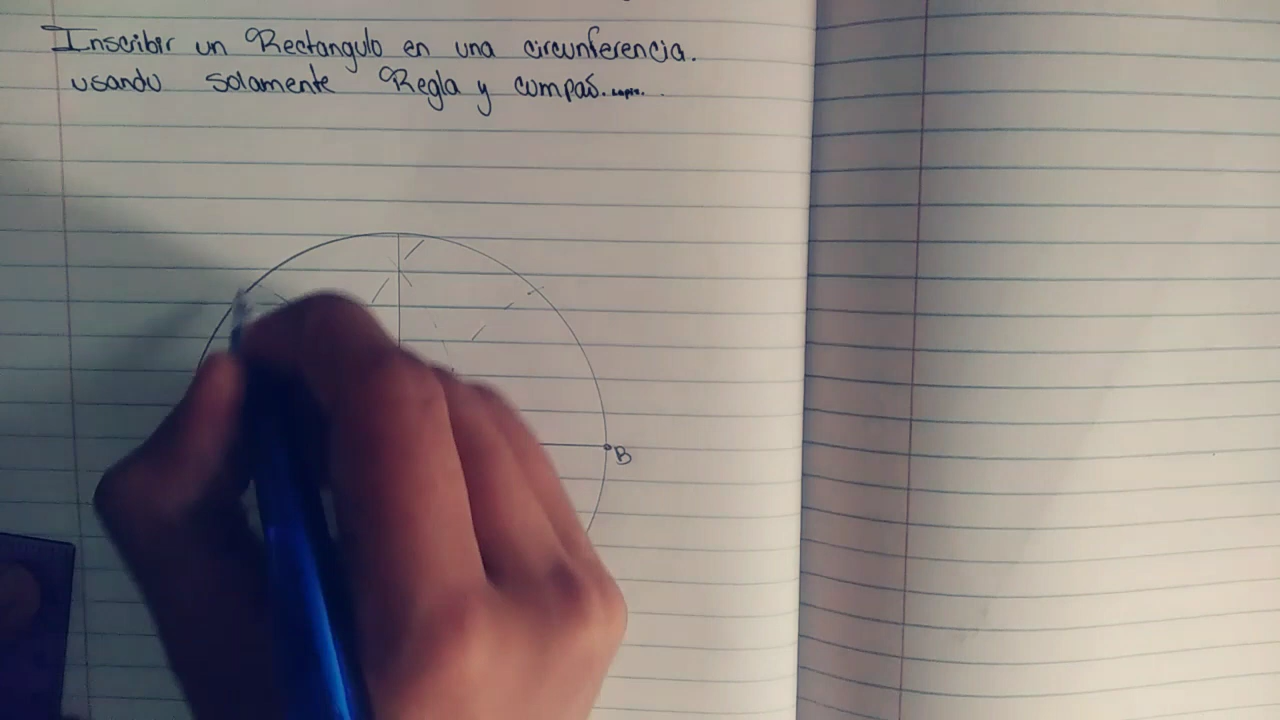 Inscribir un Rectangulo en una circunferencia.
usando solamente Regla y compas.
B